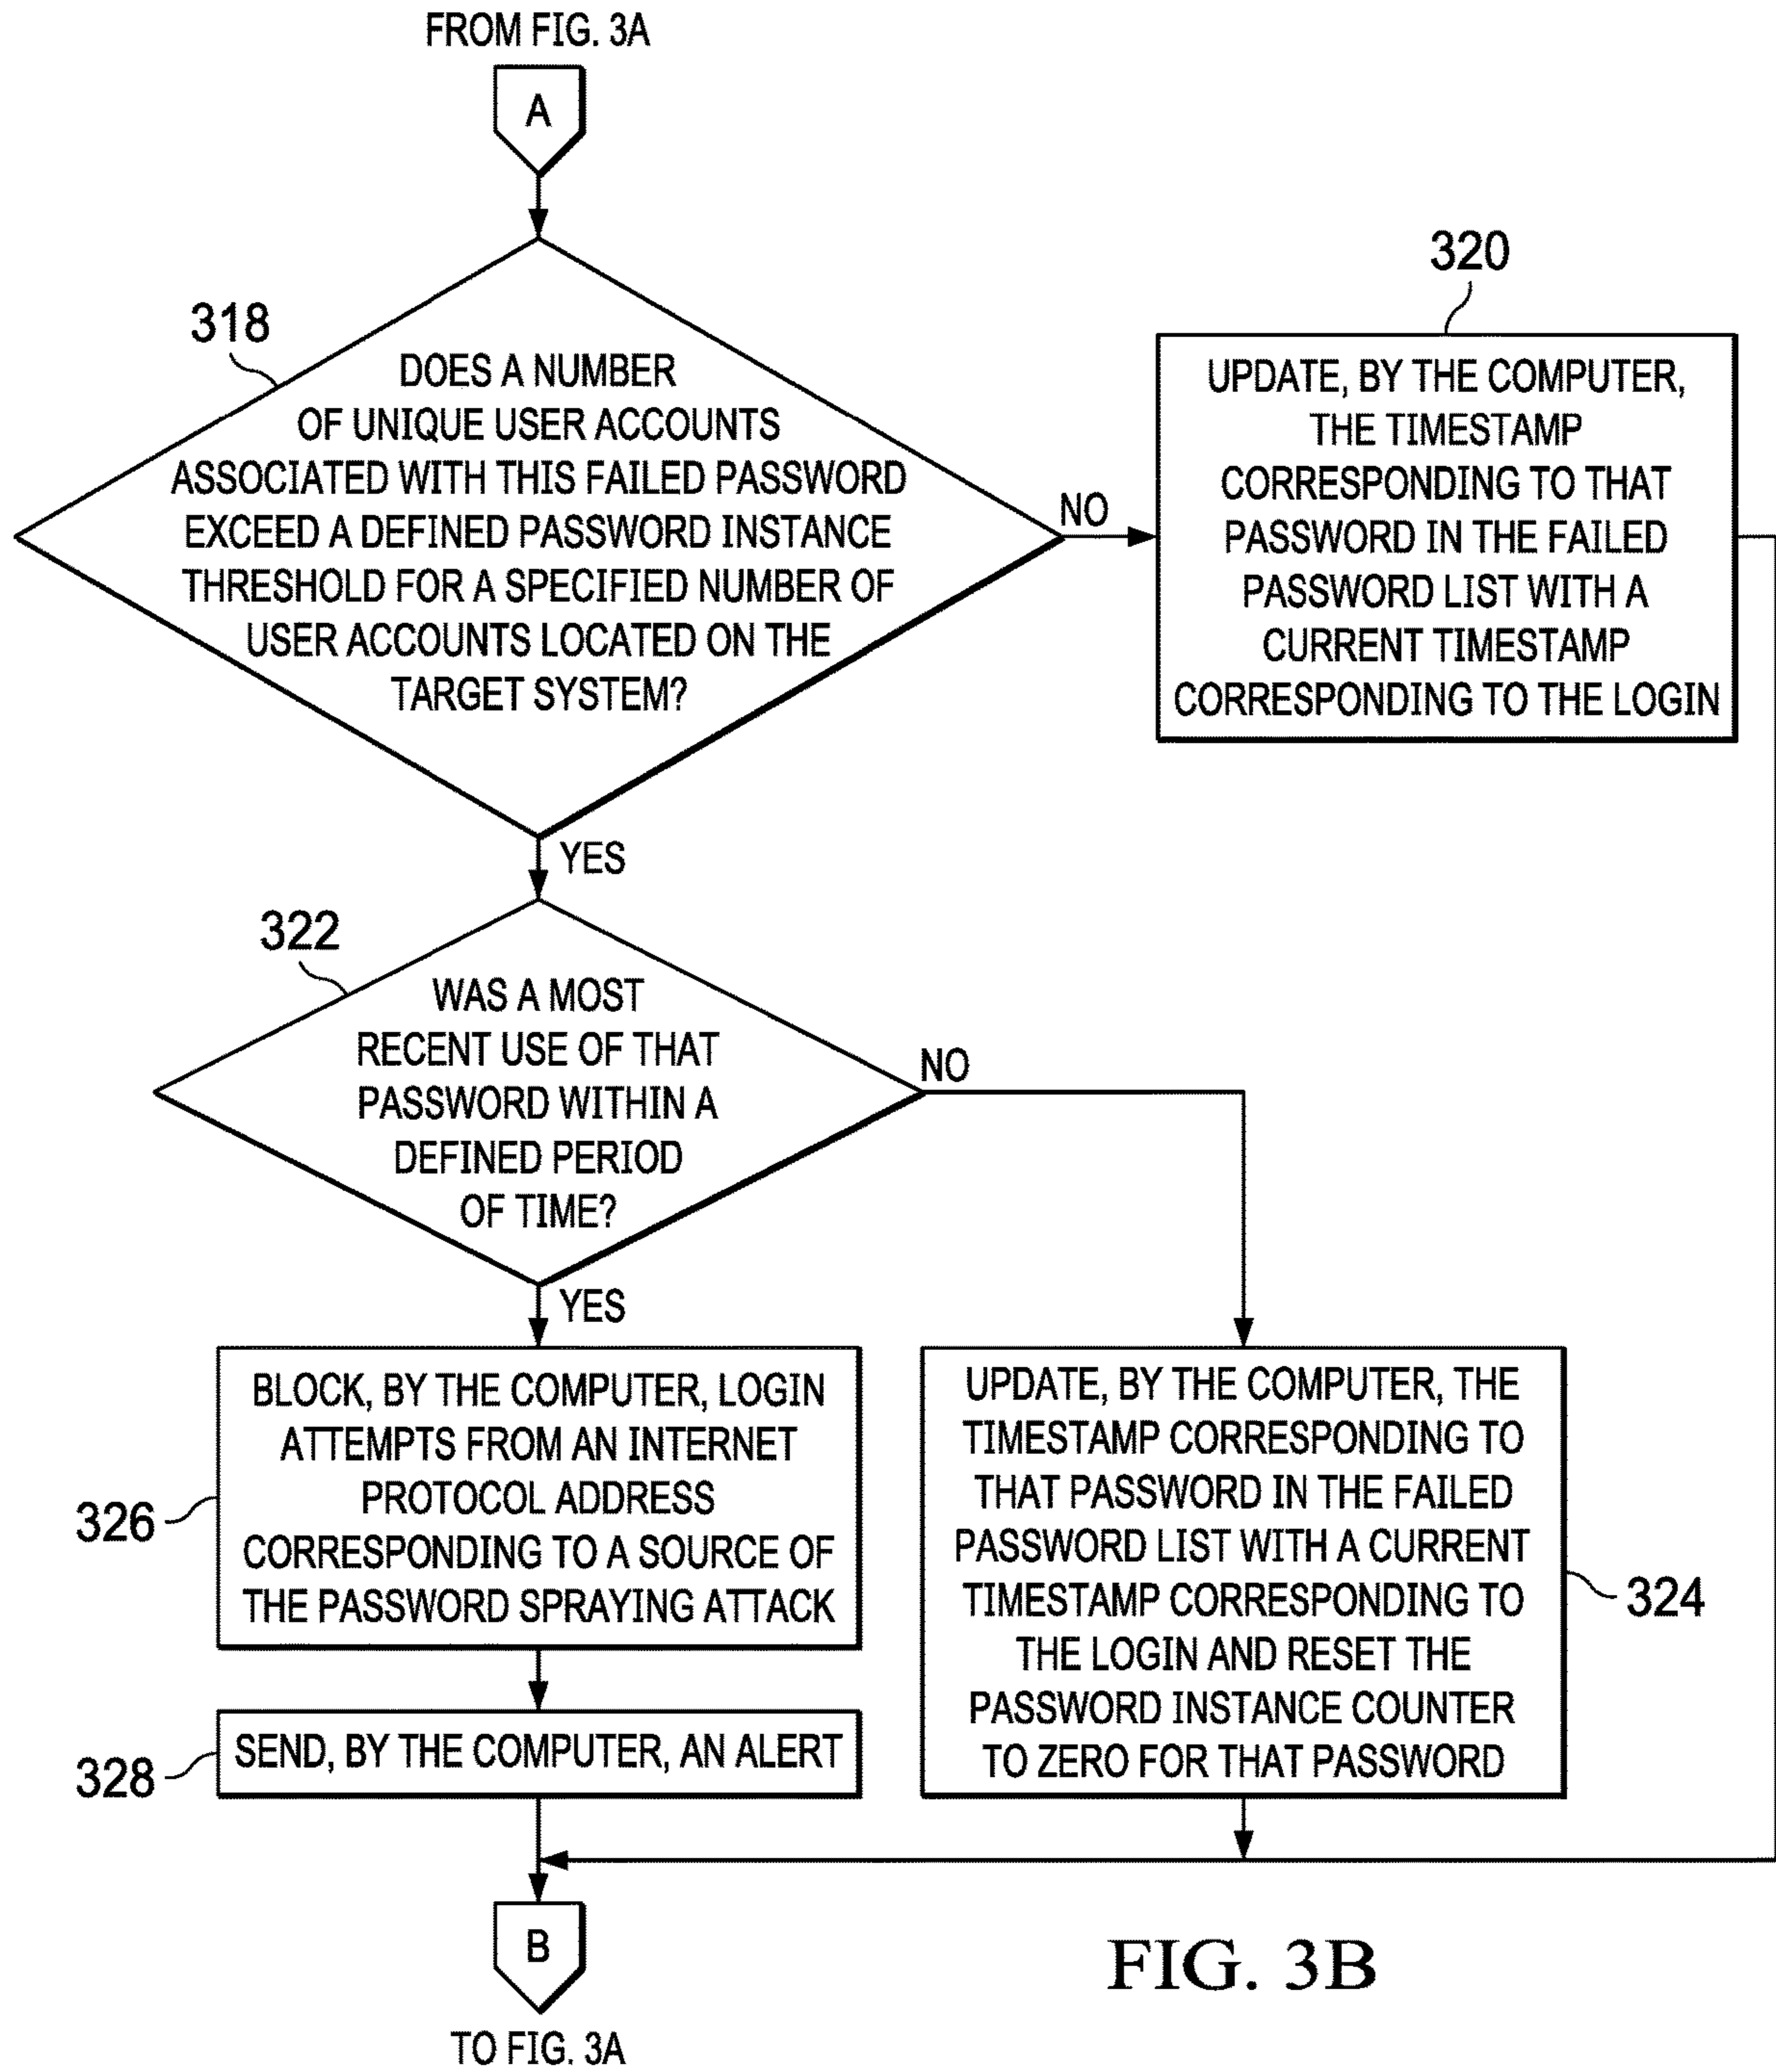 FROM FIG. 3A
A
318
DOES A NUMBER
OF UNIQUE USER ACCOUNTS
ASSOCIATED WITH THIS FAILED PASSWORD
EXCEED A DEFINED PASSWORD INSTANCE
THRESHOLD FOR A SPECIFIED NUMBER OF
USER ACCOUNTS LOCATED ON THE
TARGET SYSTEM?
NO
320
UPDATE, BY THE COMPUTER,
THE TIMESTAMP
CORRESPONDING TO THAT
PASSWORD IN THE FAILED
PASSWORD LIST WITH A
CURRENT TIMESTAMP
CORRESPONDING TO THE LOGIN
YES
322
WAS A MOST
RECENT USE OF THAT
PASSWORD WITHIN A
DEFINED PERIOD
OF TIME?
NO
YES
BLOCK, BY THE COMPUTER, LOGIN
ATTEMPTS FROM AN INTERNET
PROTOCOL ADDRESS
CORRESPONDING TO A SOURCE OF
THE PASSWORD SPRAYING ATTACK
326
UPDATE, BY THE COMPUTER, THE
TIMESTAMP CORRESPONDING TO
THAT PASSWORD IN THE FAILED
PASSWORD LIST WITH A CURRENT
TIMESTAMP CORRESPONDING TO
THE LOGIN AND RESET THE
PASSWORD INSTANCE COUNTER
TO ZERO FOR THAT PASSWORD
324
SEND, BY THE COMPUTER, AN ALERT
328
B
TO FIG. 3A
FIG. 3B